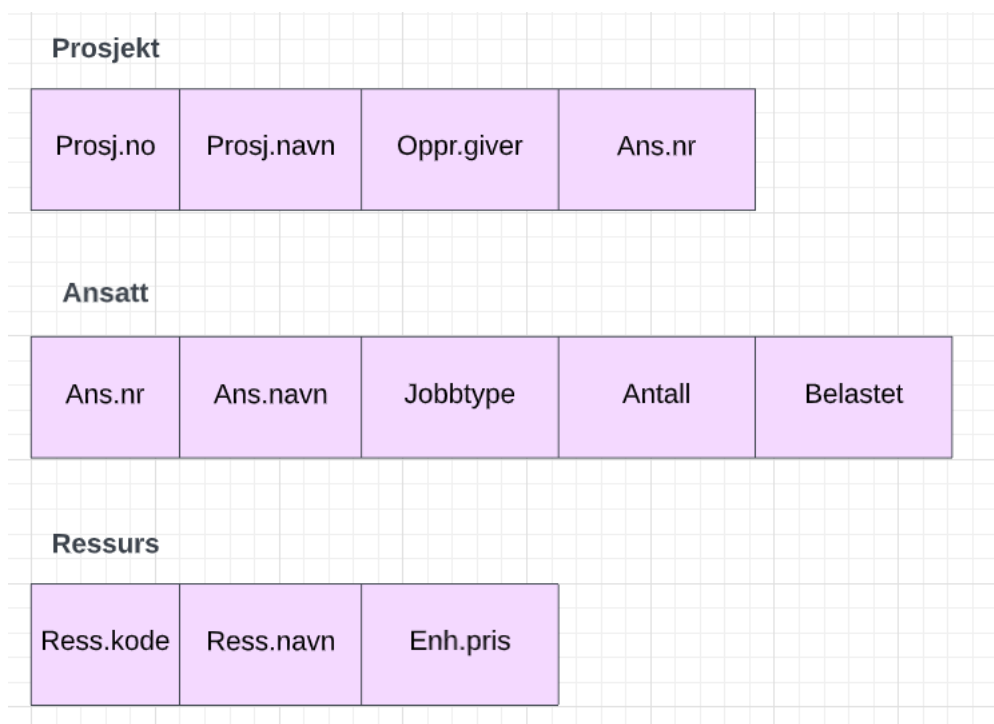 Prosjekt
Prosj.no Prosj.navn Oppr.giver Ans.nr
Ansatt
Ans.nr Ans.navn Jobbtype Antall Belastet
Ressurs
Ress.kode Ress.navn Enh.pris